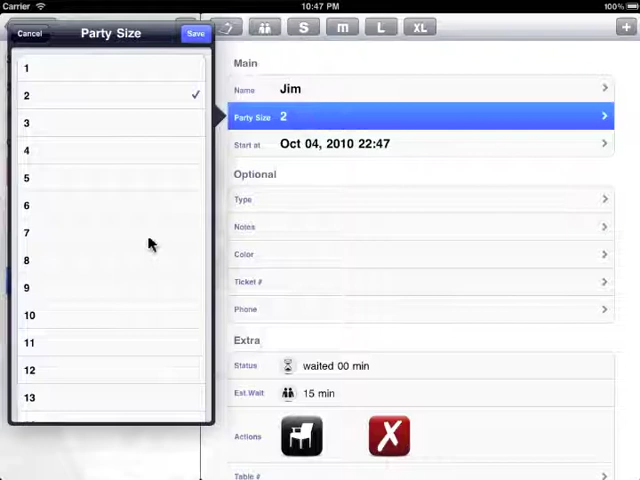 Carrier 10:47 PM 100%
Cancel Party Size Save
S m L XL +
1
2
3
4
5
6
7
8
9
10
11
12
13
Main
Name Jim
Party Size 2
Start at Oct 04, 2010 22:47
Optional
Type
Notes
Color
Ticket #
Phone
Extra
Status waited 00 min
Est.Wait 15 min
Actions X
Table #